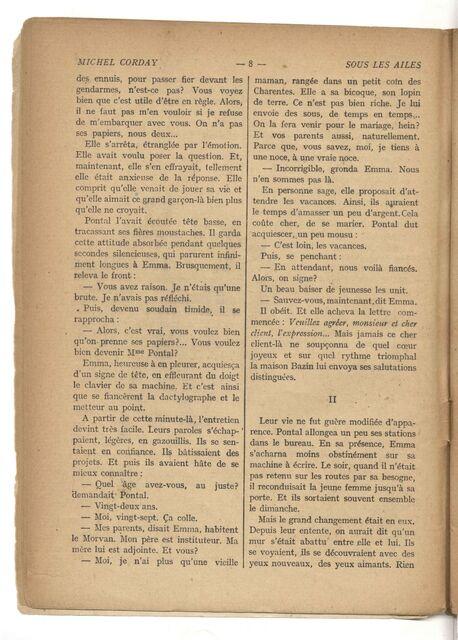 MICHEL CORDAY — 8 — SOUS LES AILES
des ennuis, pour passer fier devant les
gendarmes, n'est-ce pas? Vous voyez
bien que c'est utile d'être en règle. Alors,
il ne faut pas m'en vouloir si je refuse
de m'embarquer avec vous. On n'a pas
ses papiers, nous deux...
Elle s'arrêta, étranglée par l'émotion.
Elle avait voulu poser la question. Et,
maintenant, elle s'en effrayait, tellement
elle était anxieuse de la réponse. Elle
comprit qu'elle venait de jouer sa vie et
qu'elle aimait ce grand garçon-là bien plus
qu'elle ne croyait.
Pontal l'avait écoutée tête basse, en
tracassant ses fières moustaches. Il garda
cette attitude absorbée pendant quelques
secondes silencieuses, qui parurent infini-
ment longues à Emma. Brusquement, il
releva le front :
— Vous avez raison. Je n'étais qu'une
brute. Je n'avais pas réfléchi.
Puis, devenu soudain timide, il se
rapprocha :
— Alors, c'est vrai, vous voulez bien
qu'on prenne ses papiers?... Vous voulez
bien devenir Mme Pontal?
Emma, heureuse à en pleurer, acquiesça
d'un signe de tête, en effleurant du doigt
le clavier de sa machine. Et c'est ainsi
que se fiancèrent la dactylographe et le
metteur au point.
A partir de cette minute-là, l'entretien
devint très facile. Leurs paroles s'échap-
paient, légères, en gazouillis. Ils se sen-
taient en confiance. Ils bâtissaient des
projets. Et puis ils avaient hâte de se
mieux connaître :
— Quel âge avez-vous, au juste?
demandait Pontal.
— Vingt-deux ans.
— Moi, vingt-sept. Ça colle.
— Mes parents, disait Emma, habitent
le Morvan. Mon père est instituteur. Ma
mère lui est adjointe. Et vous?
— Moi, je n'ai plus qu'une vieille
maman, rangée dans un petit coin des
Charentes. Elle a sa bicoque, son lopin
de terre. Ce n'est pas bien riche. Je lui
envoie des sous, de temps en temps...
On la fera venir pour le mariage, hein?
Et vos parents aussi, naturellement.
Parce que, vous savez, moi, je tiens à
une noce, à une vraie noce.
— Incorrigible, gronda Emma. Nous
n'en sommes pas là.
En personne sage, elle proposait d'at-
tendre les vacances. Ainsi, ils auraient
le temps d'amasser un peu d'argent. Cela
coûte cher, de se marier. Pontal dut
acquiescer, un peu mousu :
— C'est loin, les vacances.
Puis, se penchant :
— En attendant, nous voilà fiancés.
Alors, on signe?
Un beau baiser de jeunesse les unit.
— Sauvez-vous, maintenant, dit Emma.
Il obéit. Et elle acheva la lettre com-
mencée : Veuillez agréer, monsieur et cher
client, l'expression... Mais jamais ce cher
client-là ne soupçonna de quel cœur
joyeux et sur quel rythme triomphal
la maison Bazin lui envoya ses salutations
distinguées.
II
Leur vie ne fut guère modifiée d'appa-
rence. Pontal allongea un peu ses stations
dans le bureau. En sa présence, Emma
s'acharna moins obstinément sur sa
machine à écrire. Le soir, quand il n'était
pas retenu sur les routes par sa besogne,
il reconduisait la jeune femme jusqu'à sa
porte. Et ils sortaient souvent ensemble
le dimanche.
Mais le grand changement était en eux.
Depuis leur entente, on aurait dit qu'un
mur s'était abattu entre elle et lui. Ils
se voyaient, ils se découvraient avec des
yeux nouveaux, des yeux aimants. Rien